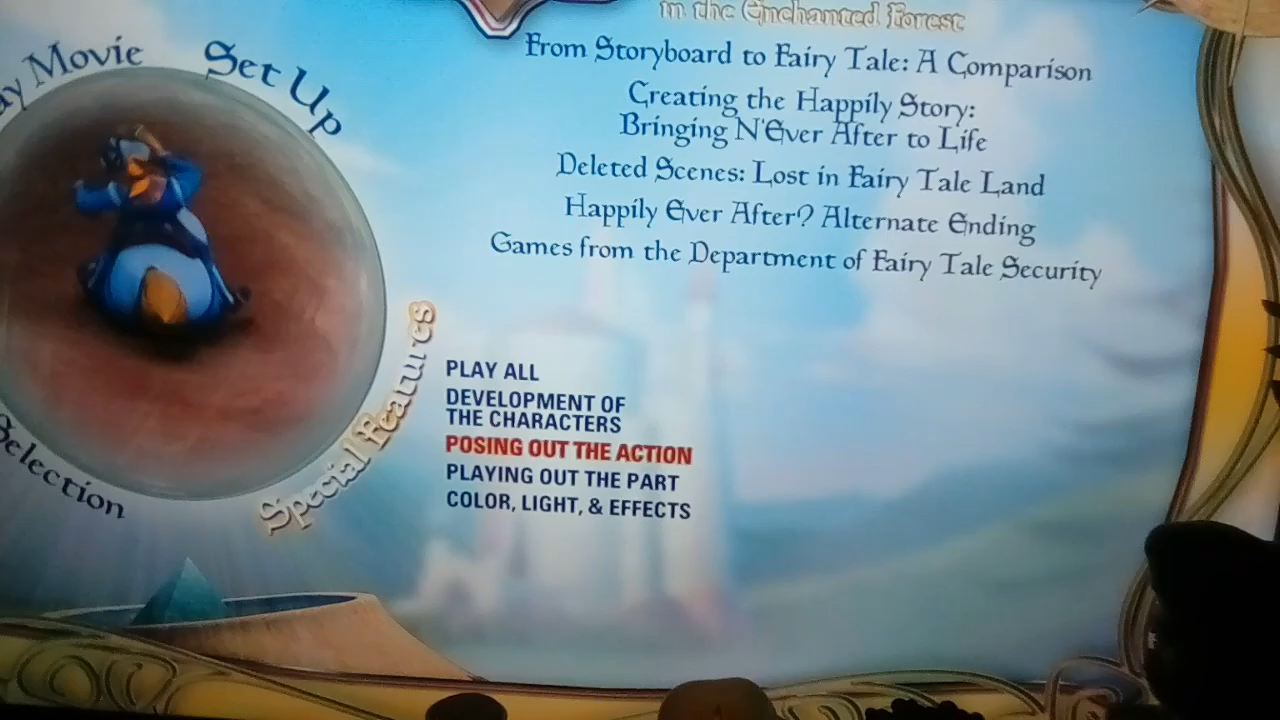 in the Enchanted Forest
From Storyboard to Fairy Tale: A Comparison
Creating the Happily Story:
Bringing N'Ever After to Life
Deleted Scenes: Lost in Fairy Tale Land
Happily Ever After? Alternate Ending
Games from the Department of Fairy Tale Security
Movie
Set Up
Special Features
Selection
PLAY ALL
DEVELOPMENT OF
THE CHARACTERS
POSING OUT THE ACTION
PLAYING OUT THE PART
COLOR, LIGHT, & EFFECTS